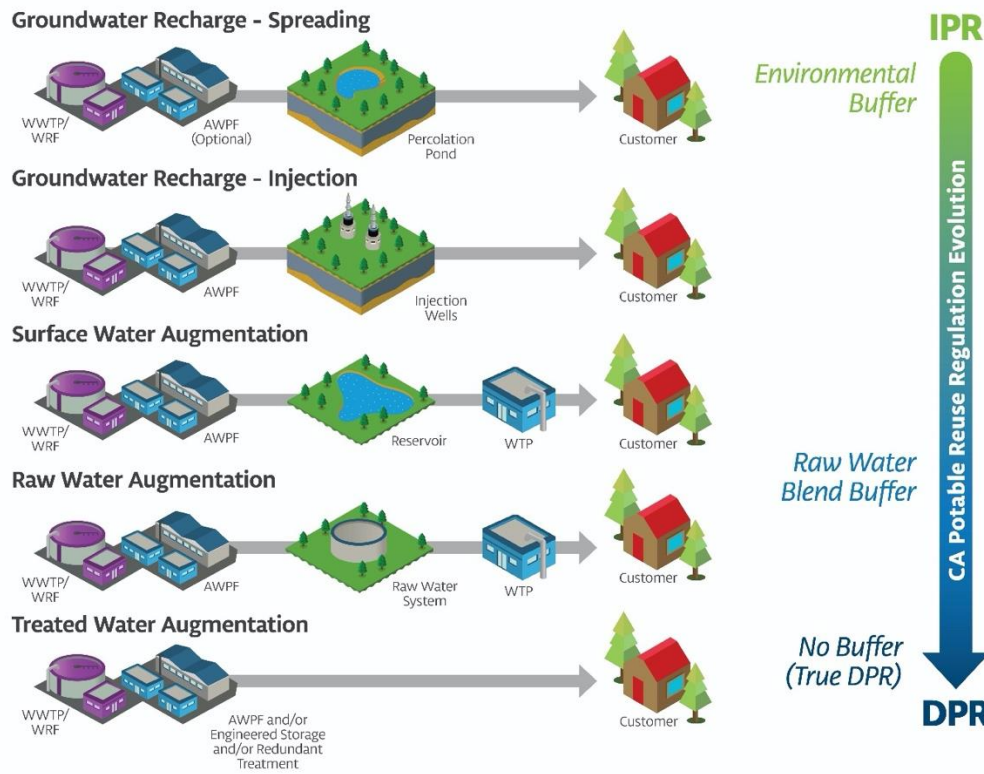 Groundwater Recharge - Spreading
WWTP/
WRF
AWPF
(Optional)
Percolation
Pond
Customer
Groundwater Recharge - Injection
WWTP/
WRF
AWPF
Injection
Wells
Customer
Surface Water Augmentation
WWTP/
WRF
AWPF
Reservoir
WTP
Customer
Raw Water Augmentation
WWTP/
WRF
AWPF
Raw Water
System
WTP
Customer
Treated Water Augmentation
WWTP/
WRF
AWPF and/or
Engineered Storage
and/or Redundant
Treatment
Customer
IPR
Environmental
Buffer
Raw Water
Blend Buffer
No Buffer
(True DPR)
CA Potable Reuse Regulation Evolution
DPR